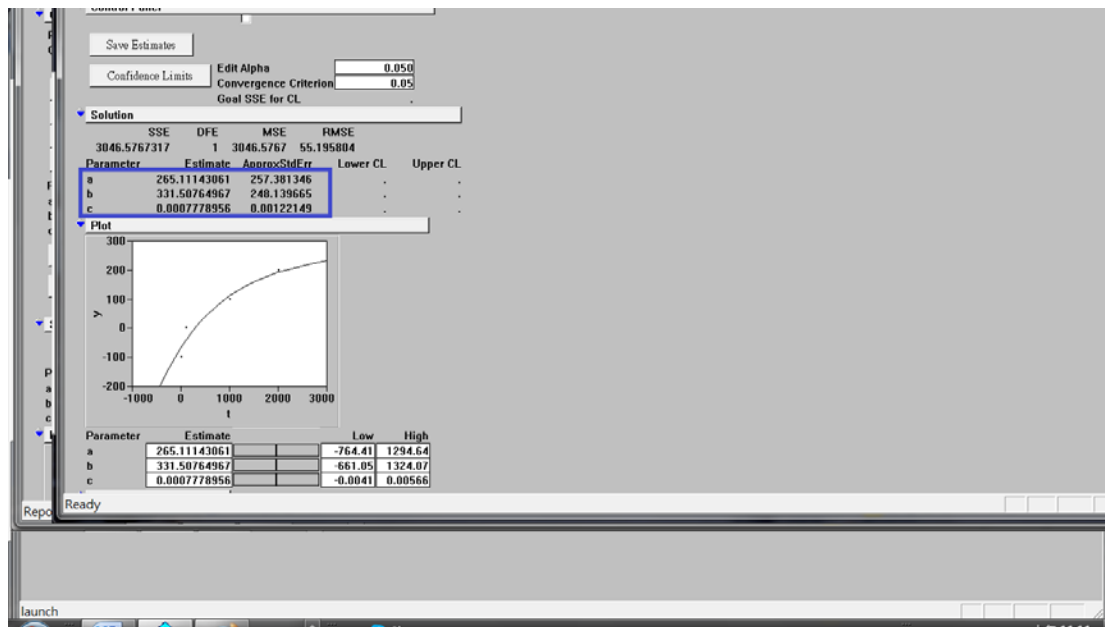 Control Panel
Save Estimates
Confidence Limits
Edit Alpha 0.050
Convergence Criterion 0.05
Goal SSE for CL .
Solution
SSE DFE MSE RMSE
3046.5767317 1 3046.5767 55.195804
Parameter Estimate ApproxStdErr Lower CL Upper CL
a 265.11143061 257.381346 . .
b 331.50764967 248.139665 . .
c 0.0007778956 0.00122149 . .
Plot
300
200
100
0
-100
-200
y
-1000 0 1000 2000 3000
t
Parameter Estimate Low High
a 265.11143061 -764.41 1294.64
b 331.50764967 -661.05 1324.07
c 0.0007778956 -0.0041 0.00566
Ready
Repo
launch